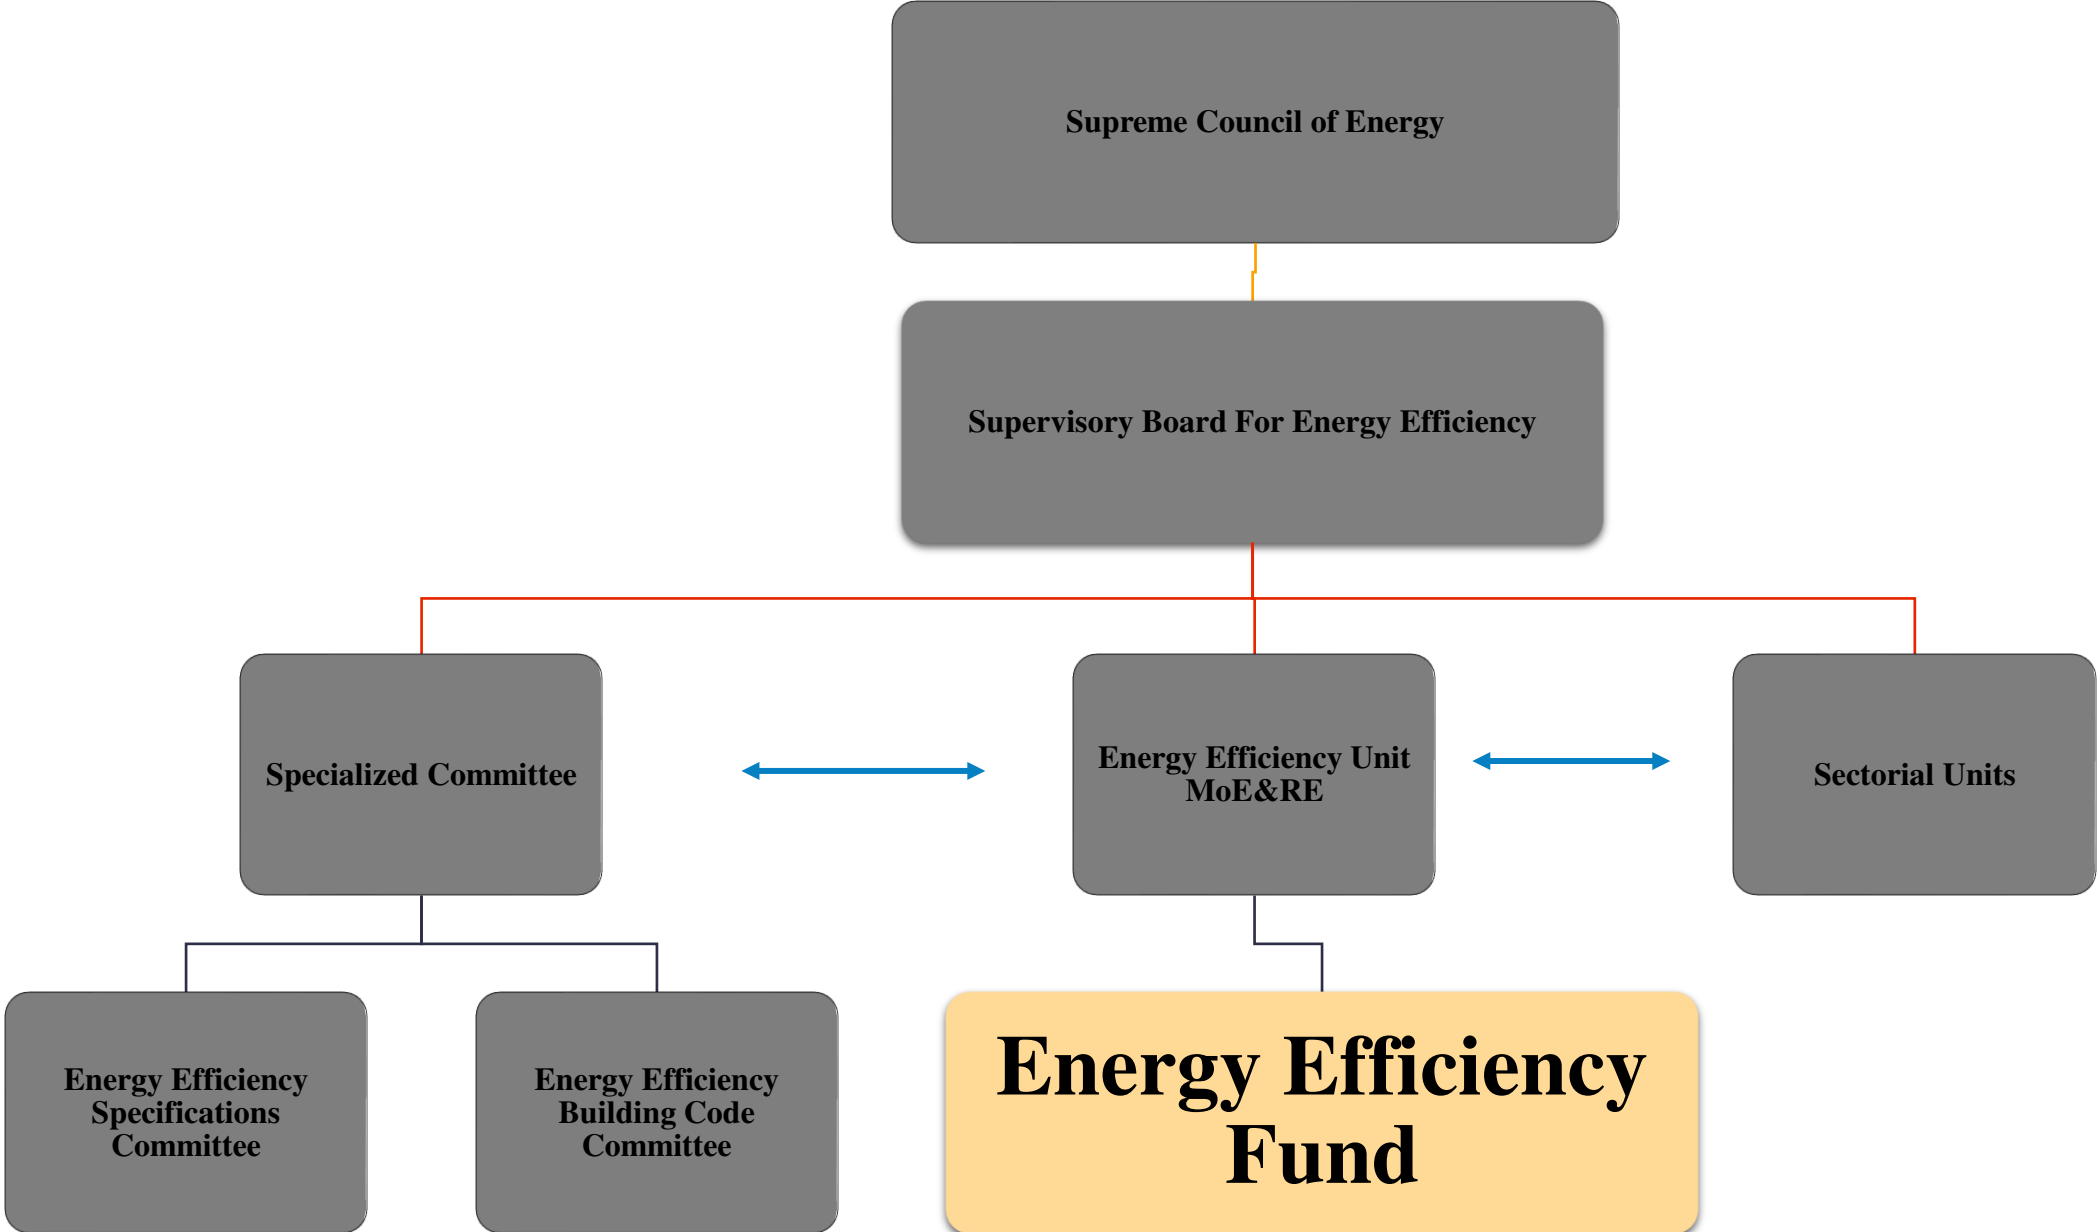 Supreme Council of Energy
Supervisory Board For Energy Efficiency
Specialized Committee
Energy Efficiency Unit
MoE&RE
Sectorial Units
Energy Efficiency
Specifications
Committee
Energy Efficiency
Building Code
Committee
Energy Efficiency
Fund